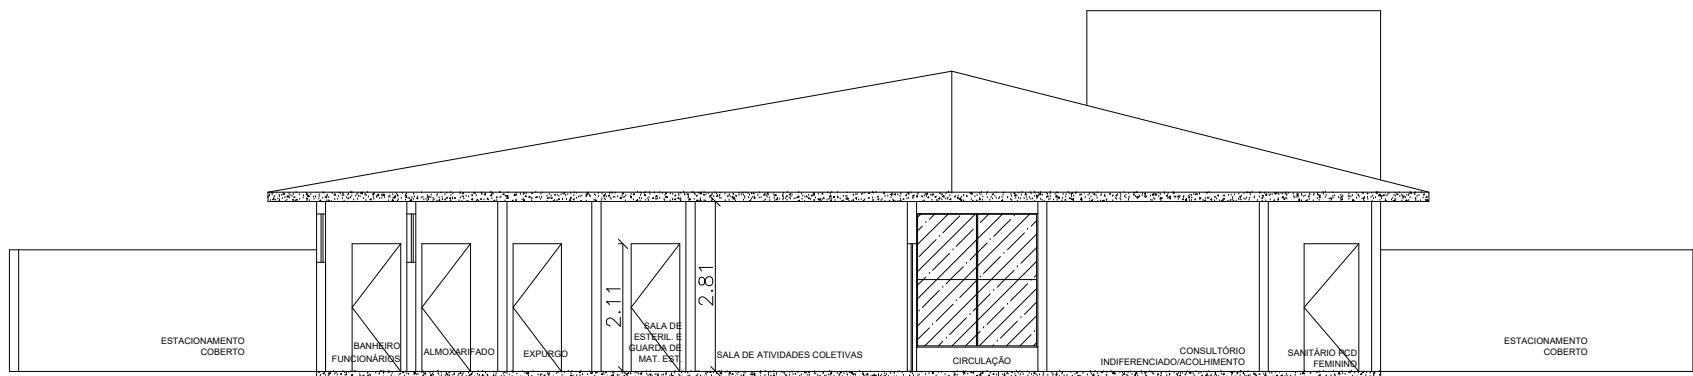 2.11
2.81
ESTACIONAMENTO
COBERTO
BANHEIRO
FUNCIONÁRIOS
ALMOXARIFADO
EXPURGO
SALA DE
ESTERIL. E
GUARDA DE
MAT. EST.
SALA DE ATIVIDADES COLETIVAS
CIRCULAÇÃO
CONSULTÓRIO
INDIFERENCIADO/ACOLHIMENTO
SANITÁRIO PCD
FEMININO
ESTACIONAMENTO
COBERTO